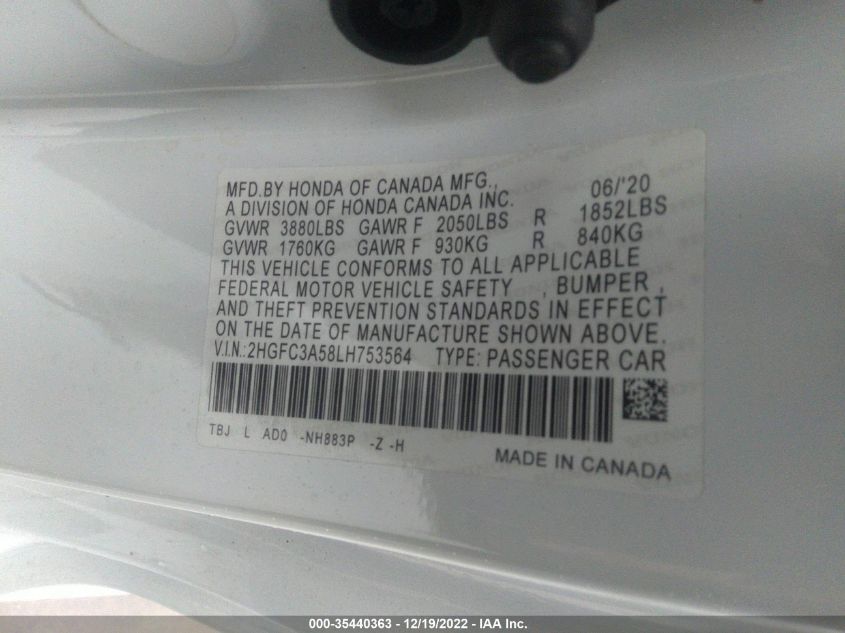 MFD.BY HONDA OF CANADA MFG., 06/'20
A DIVISION OF HONDA CANADA INC.
GVWR 3880LBS GAWR F 2050LBS R 1852LBS
GVWR 1760KG GAWR F 930KG R 840KG
THIS VEHICLE CONFORMS TO ALL APPLICABLE
FEDERAL MOTOR VEHICLE SAFETY , BUMPER ,
AND THEFT PREVENTION STANDARDS IN EFFECT
ON THE DATE OF MANUFACTURE SHOWN ABOVE.
V.I.N.:2HGFC3A58LH753564 TYPE: PASSENGER CAR
TBJ L AD0 -NH883P -Z -H
MADE IN CANADA
000-35440363 - 12/19/2022 - IAA Inc.